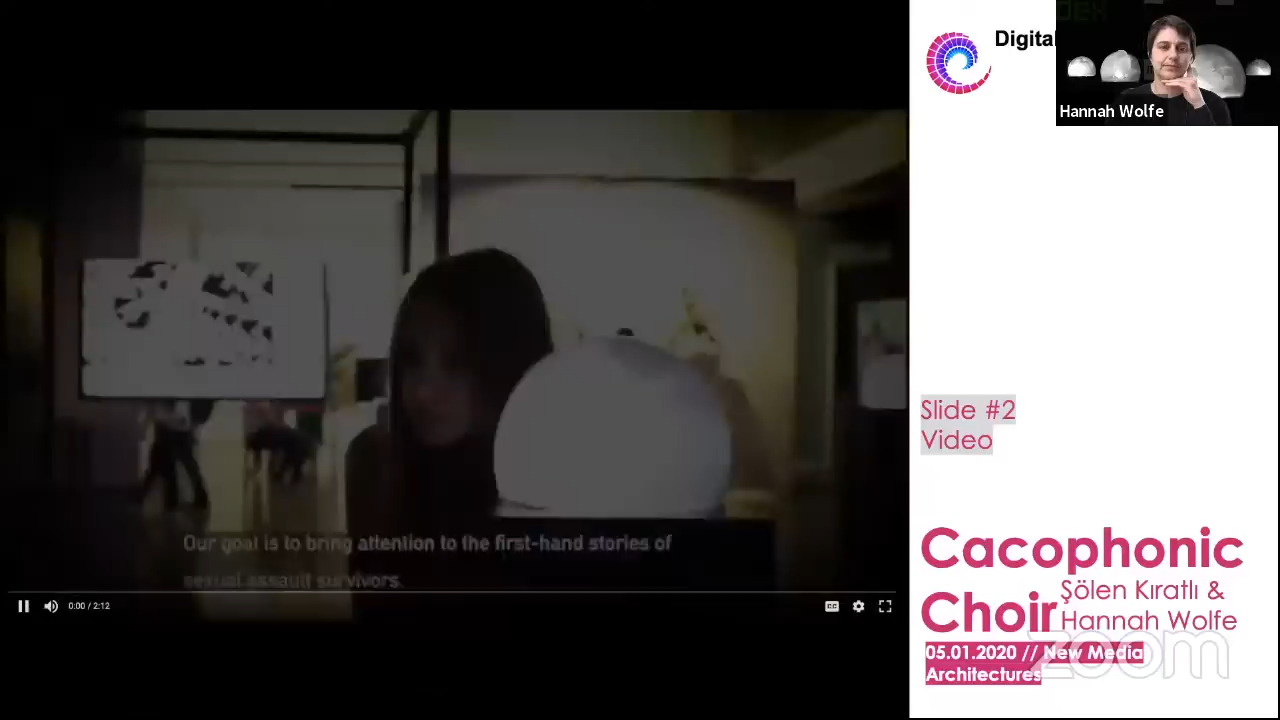 Digital
Hannah Wolfe
Our goal is to bring attention to the first-hand stories of
sexual assault survivors.
0:00 / 2:12
CC
Slide #2
Video
Cacophonic
Choir
Şölen Kıratlı &
Hannah Wolfe
05.01.2020 // New Media
Architectures
zoom